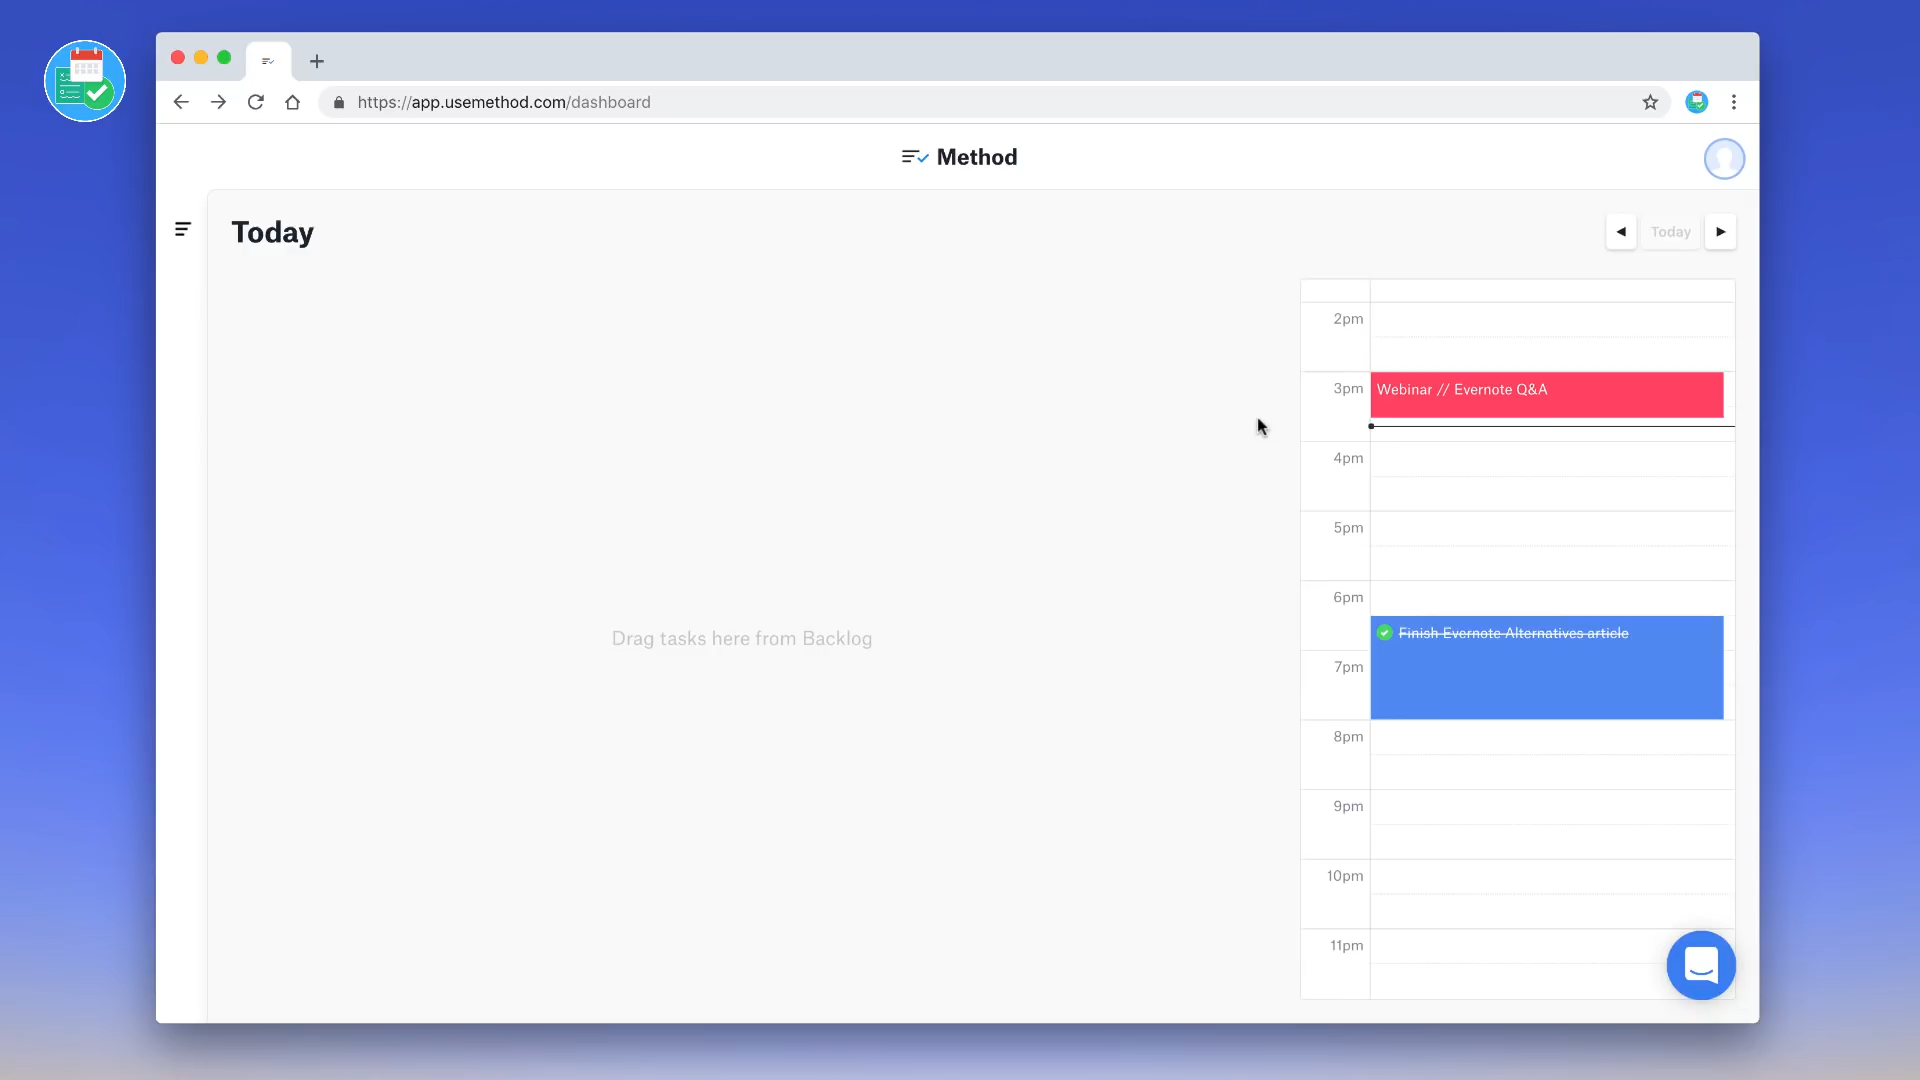 https://app.usemethod.com/dashboard
Method
Today
Today
2pm
3pm
Webinar // Evernote Q&A
4pm
5pm
6pm
Finish Evernote Alternatives article
7pm
8pm
9pm
10pm
11pm
Drag tasks here from Backlog